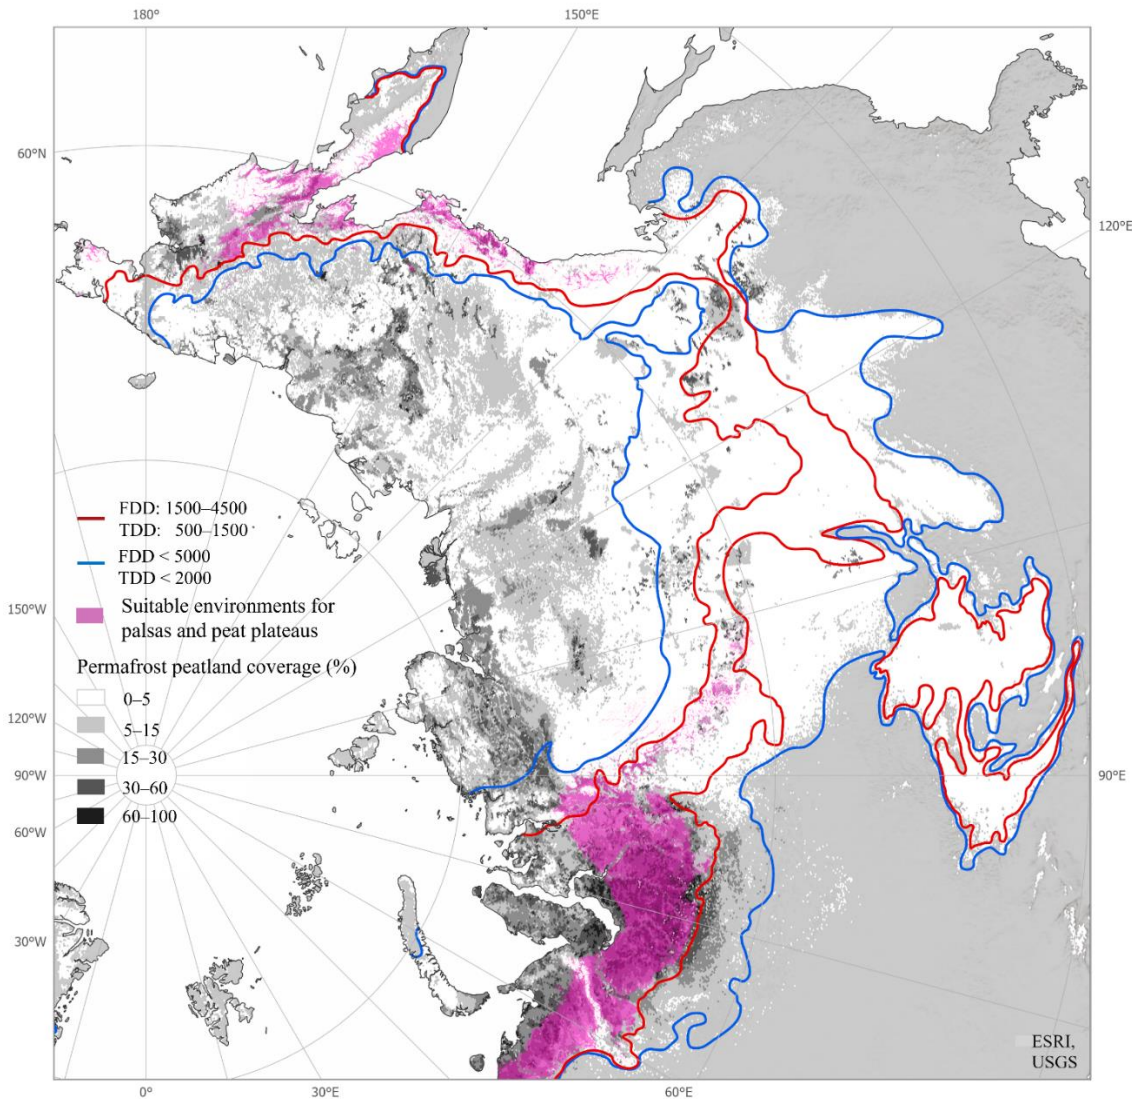 180°
150°E
60°N
120°E
FDD: 1500–4500
TDD: 500–1500
FDD < 5000
TDD < 2000
Suitable environments for
palsas and peat plateaus
Permafrost peatland coverage (%)
0–5
5–15
15–30
30–60
60–100
150°W
120°W
90°W
60°W
30°W
90°E
ESRI,
USGS
0°
30°E
60°E